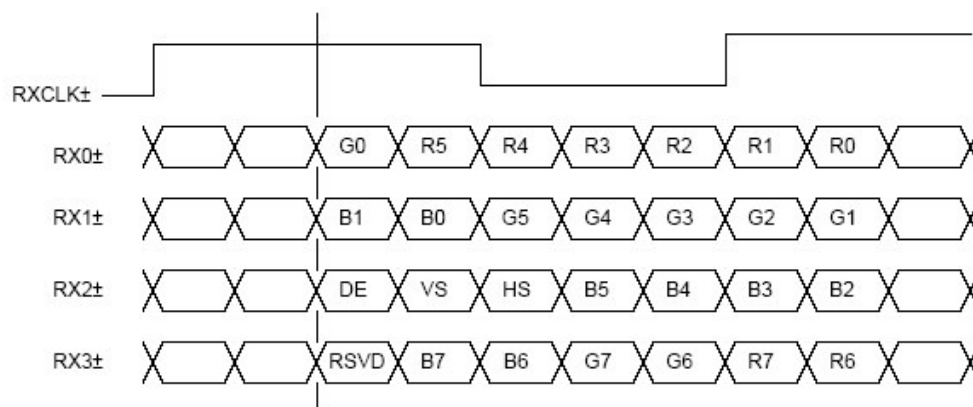 RXCLK±
RX0± G0 R5 R4 R3 R2 R1 R0
RX1± B1 B0 G5 G4 G3 G2 G1
RX2± DE VS HS B5 B4 B3 B2
RX3± RSVD B7 B6 G7 G6 R7 R6